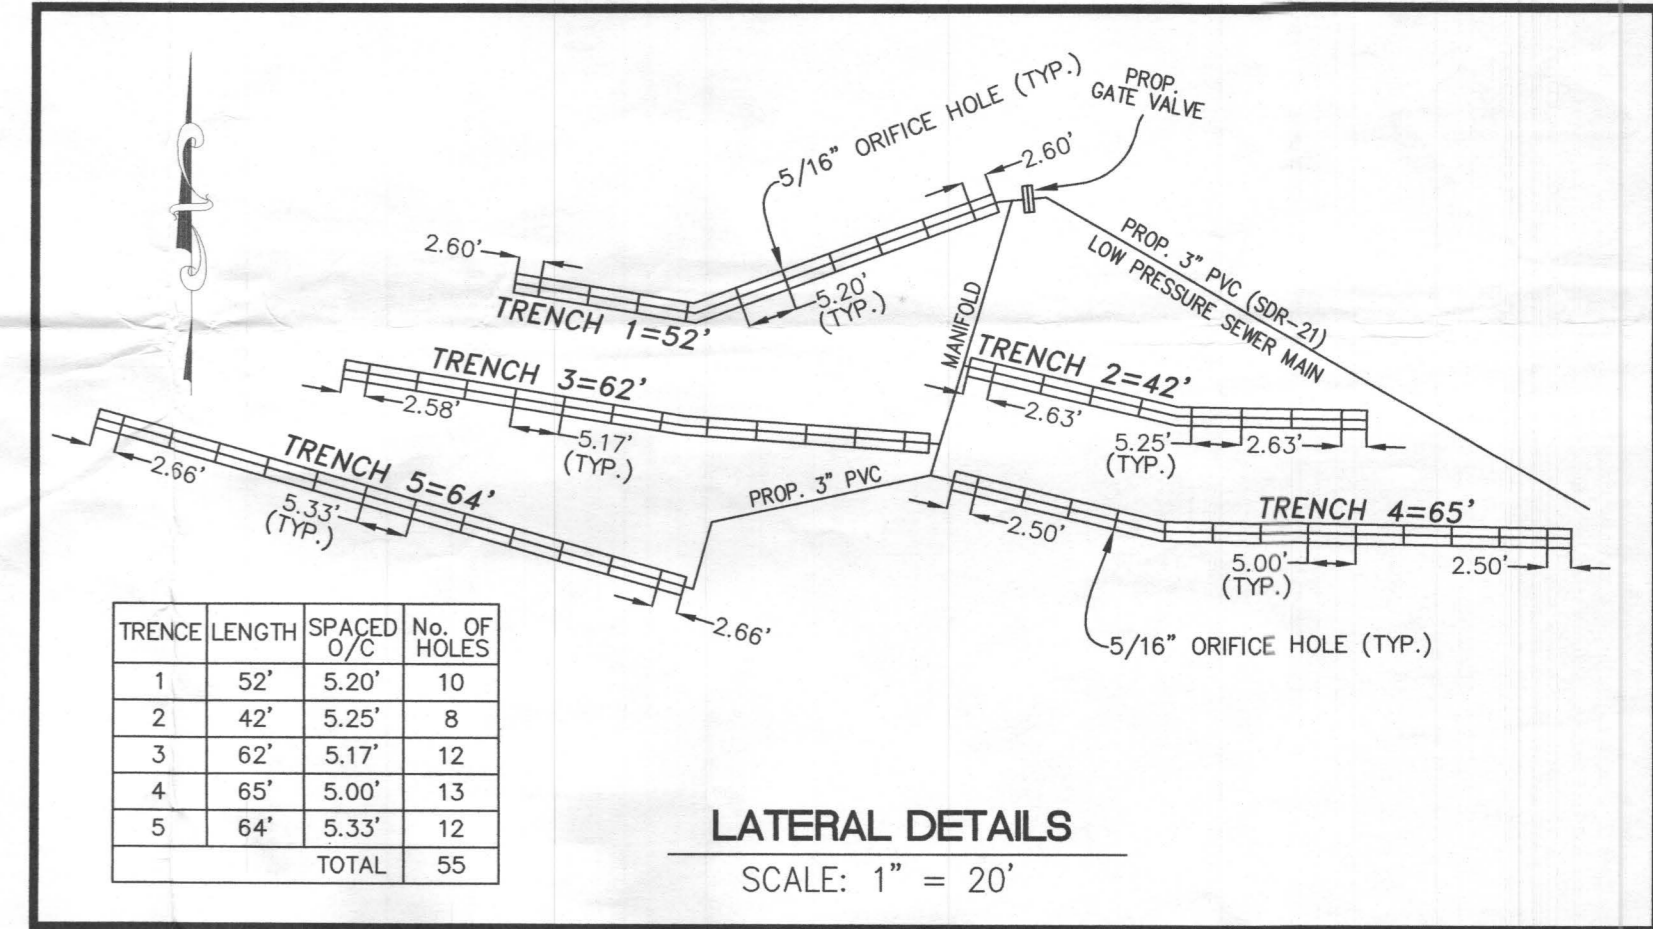 5/16" ORIFICE HOLE (TYP.)
PROP.
GATE VALVE
2.60'
2.60'
5.20'
(TYP.)
TRENCH 1=52'
PROP. 3" PVC (SDR-21)
LOW PRESSURE SEWER MAIN
MANIFOLD
TRENCH 3=62'
2.58'
5.17'
(TYP.)
TRENCH 2=42'
2.63'
5.25'
(TYP.)
2.63'
TRENCH 5=64'
2.66'
5.33'
(TYP.)
2.66'
PROP. 3" PVC
TRENCH 4=65'
2.50'
5.00'
(TYP.)
2.50'
5/16" ORIFICE HOLE (TYP.)
TRENCE LENGTH SPACED O/C No. OF HOLES
1 52' 5.20' 10
2 42' 5.25' 8
3 62' 5.17' 12
4 65' 5.00' 13
5 64' 5.33' 12
TOTAL 55
LATERAL DETAILS
SCALE: 1" = 20'